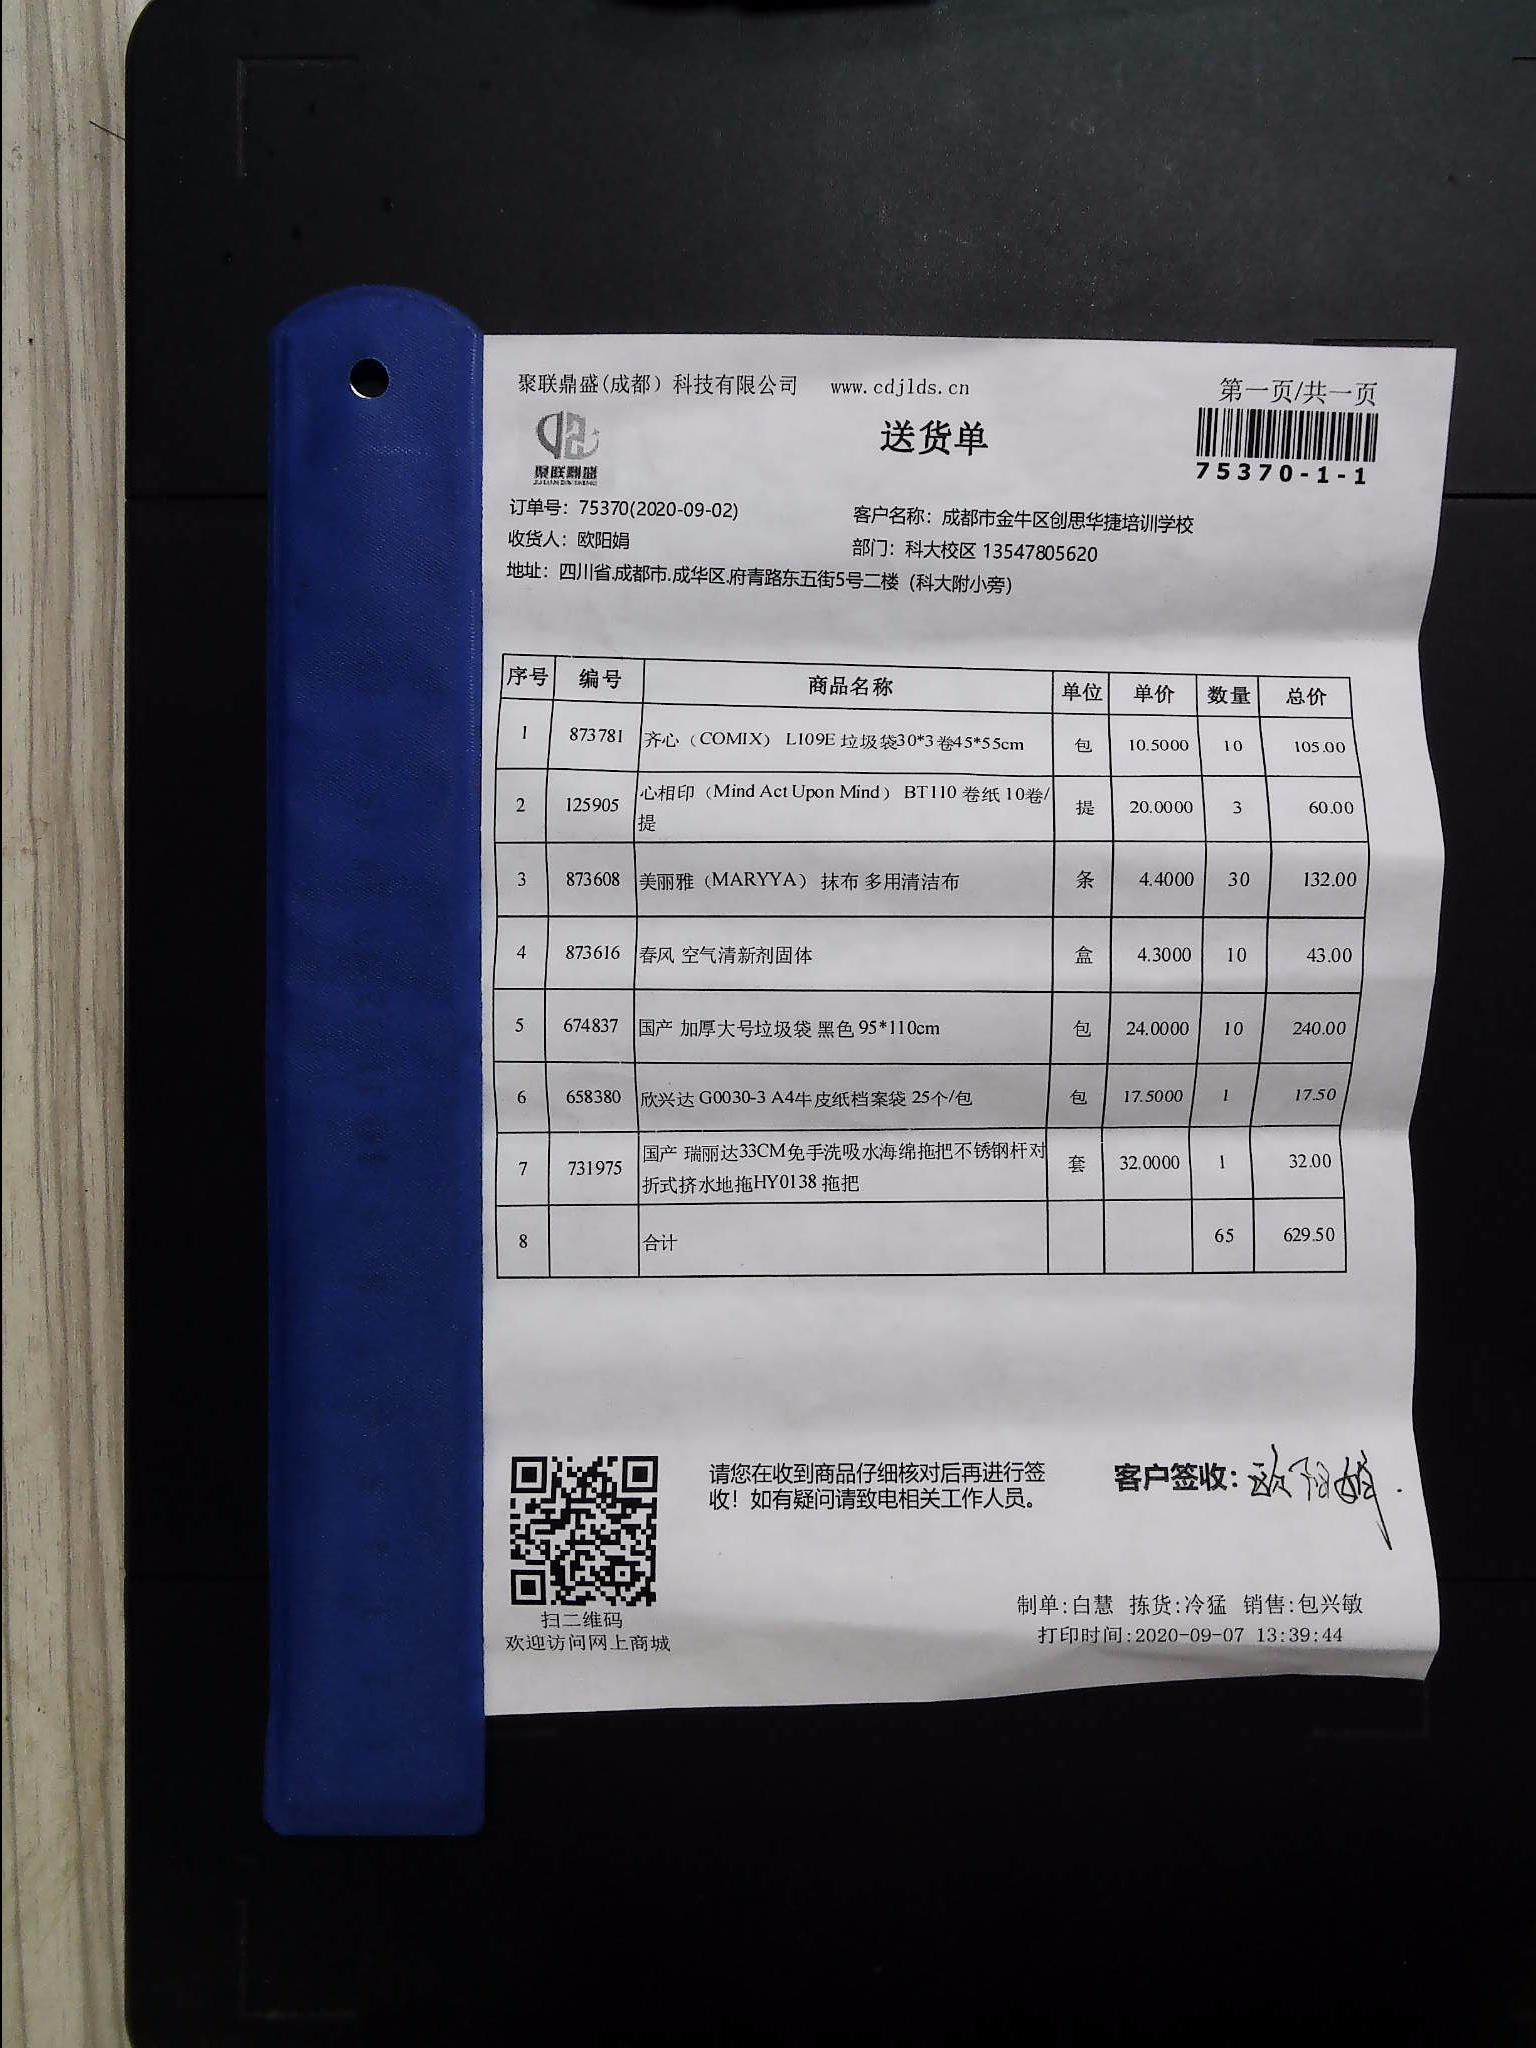 聚联鼎盛(成都）科技有限公司 www.cdjlds.cn
第一页/共一页
送货单
聚联鼎盛
75370-1-1
订单号：75370(2020-09-02)
客户名称：成都市金牛区创思华捷培训学校
收货人：欧阳娟
部门：科大校区 13547805620
地址：四川省.成都市.成华区.府青路东五街5号二楼（科大附小旁）
序号 编号 商品名称 单位 单价 数量 总价
1 873781 齐心（COMIX） L109E 垃圾袋30*3卷45*55cm 包 10.5000 10 105.00
2 125905 心相印（Mind Act Upon Mind） BT110 卷纸 10卷/ 提 20.0000 3 60.00
提
3 873608 美丽雅（MARYYA） 抹布 多用清洁布 条 4.4000 30 132.00
4 873616 春风 空气清新剂固体 盒 4.3000 10 43.00
5 674837 国产 加厚大号垃圾袋 黑色 95*110cm 包 24.0000 10 240.00
6 658380 欣兴达 G0030-3 A4牛皮纸档案袋 25个/包 包 17.5000 1 17.50
7 731975 国产 瑞丽达33CM免手洗吸水海绵拖把不锈钢杆对 套 32.0000 1 32.00
折式挤水地拖HY0138 拖把
8 合计 65 629.50
请您在收到商品仔细核对后再进行签
收！如有疑问请致电相关工作人员。
客户签收：欧阳娟
扫二维码
欢迎访问网上商城
制单:白慧 拣货:冷猛 销售:包兴敏
打印时间:2020-09-07 13:39:44